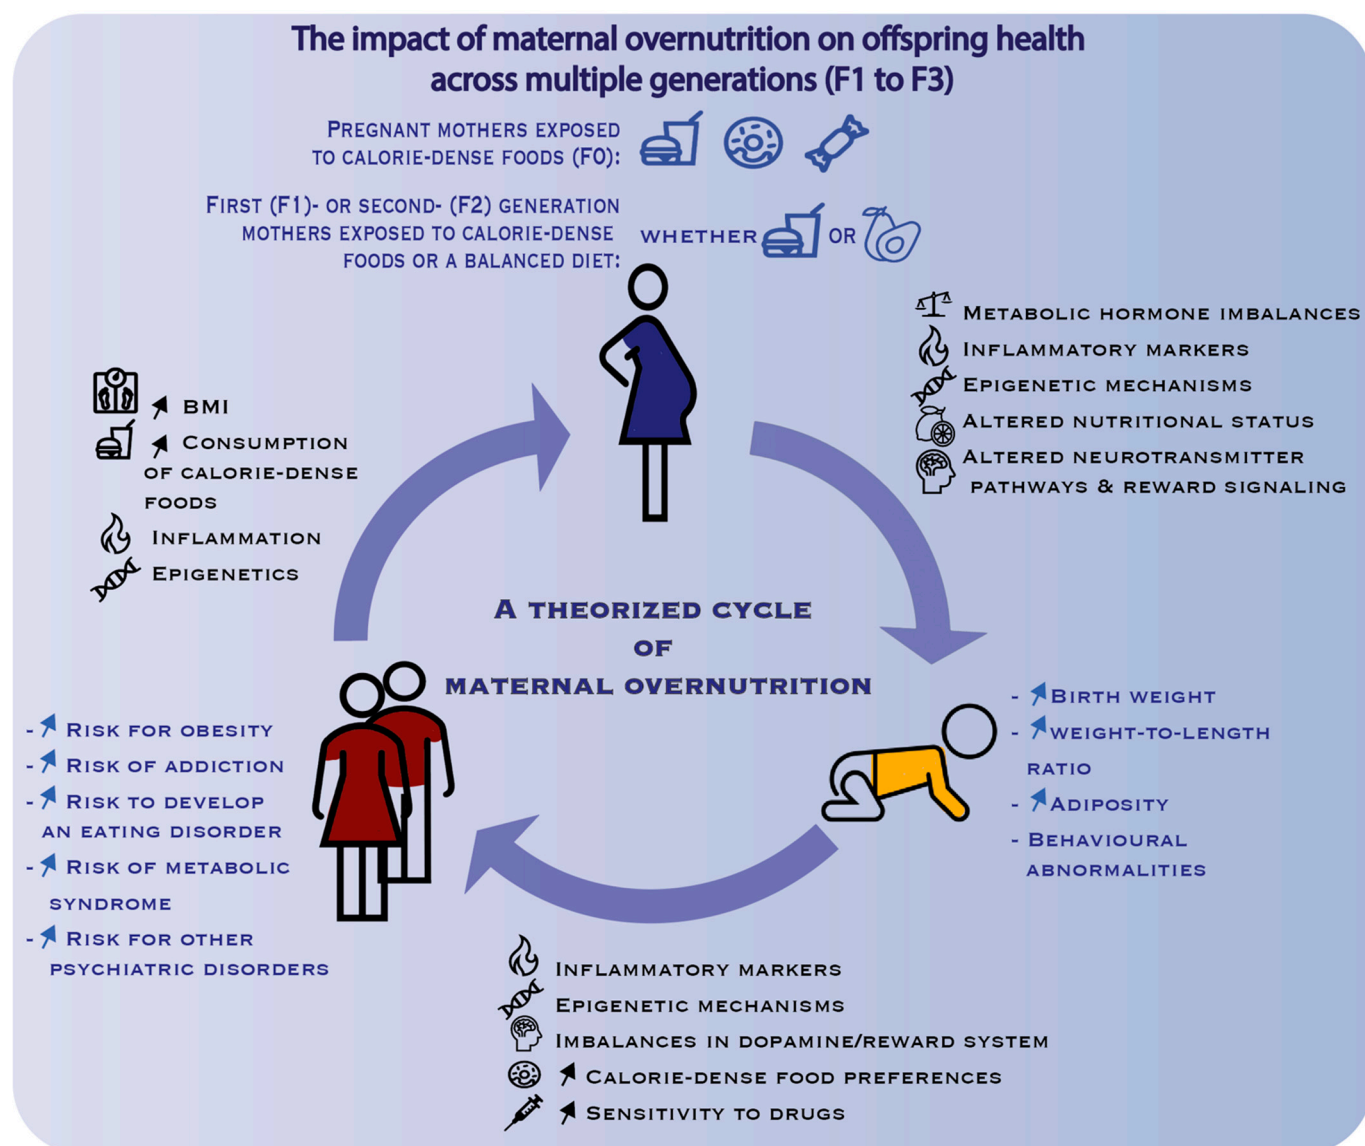 The impact of maternal overnutrition on offspring health
across multiple generations (F1 to F3)
PREGNANT MOTHERS EXPOSED
TO CALORIE-DENSE FOODS (F0):
FIRST (F1)- OR SECOND- (F2) GENERATION
MOTHERS EXPOSED TO CALORIE-DENSE
FOODS OR A BALANCED DIET:
WHETHER OR
METABOLIC HORMONE IMBALANCES
INFLAMMATORY MARKERS
EPIGENETIC MECHANISMS
ALTERED NUTRITIONAL STATUS
ALTERED NEUROTRANSMITTER
PATHWAYS & REWARD SIGNALING
BMI
CONSUMPTION
OF CALORIE-DENSE
FOODS
INFLAMMATION
EPIGENETICS
A THEORIZED CYCLE
OF
MATERNAL OVERNUTRITION
- BIRTH WEIGHT
- WEIGHT-TO-LENGTH
RATIO
- ADIPOSITY
- BEHAVIOURAL
ABNORMALITIES
- RISK FOR OBESITY
- RISK OF ADDICTION
- RISK TO DEVELOP
AN EATING DISORDER
- RISK OF METABOLIC
SYNDROME
- RISK FOR OTHER
PSYCHIATRIC DISORDERS
INFLAMMATORY MARKERS
EPIGENETIC MECHANISMS
IMBALANCES IN DOPAMINE/REWARD SYSTEM
CALORIE-DENSE FOOD PREFERENCES
SENSITIVITY TO DRUGS